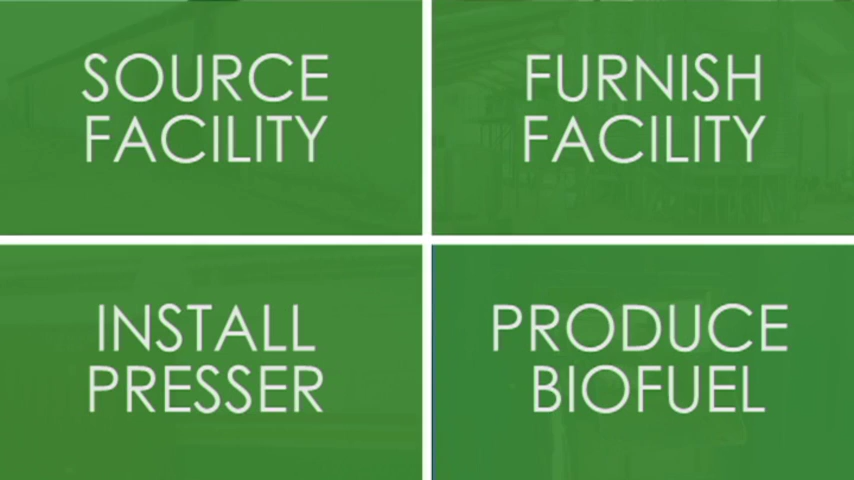 SOURCE
FACILITY
FURNISH
FACILITY
INSTALL
PRESSER
PRODUCE
BIOFUEL